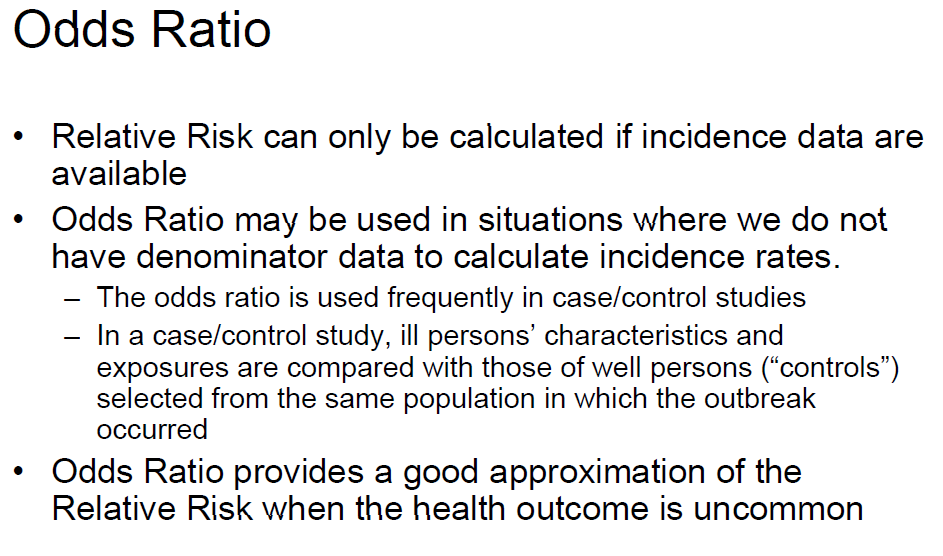 Odds Ratio
• Relative Risk can only be calculated if incidence data are
available
• Odds Ratio may be used in situations where we do not
have denominator data to calculate incidence rates.
– The odds ratio is used frequently in case/control studies
– In a case/control study, ill persons’ characteristics and
exposures are compared with those of well persons (“controls”)
selected from the same population in which the outbreak
occurred
• Odds Ratio provides a good approximation of the
Relative Risk when the health outcome is uncommon